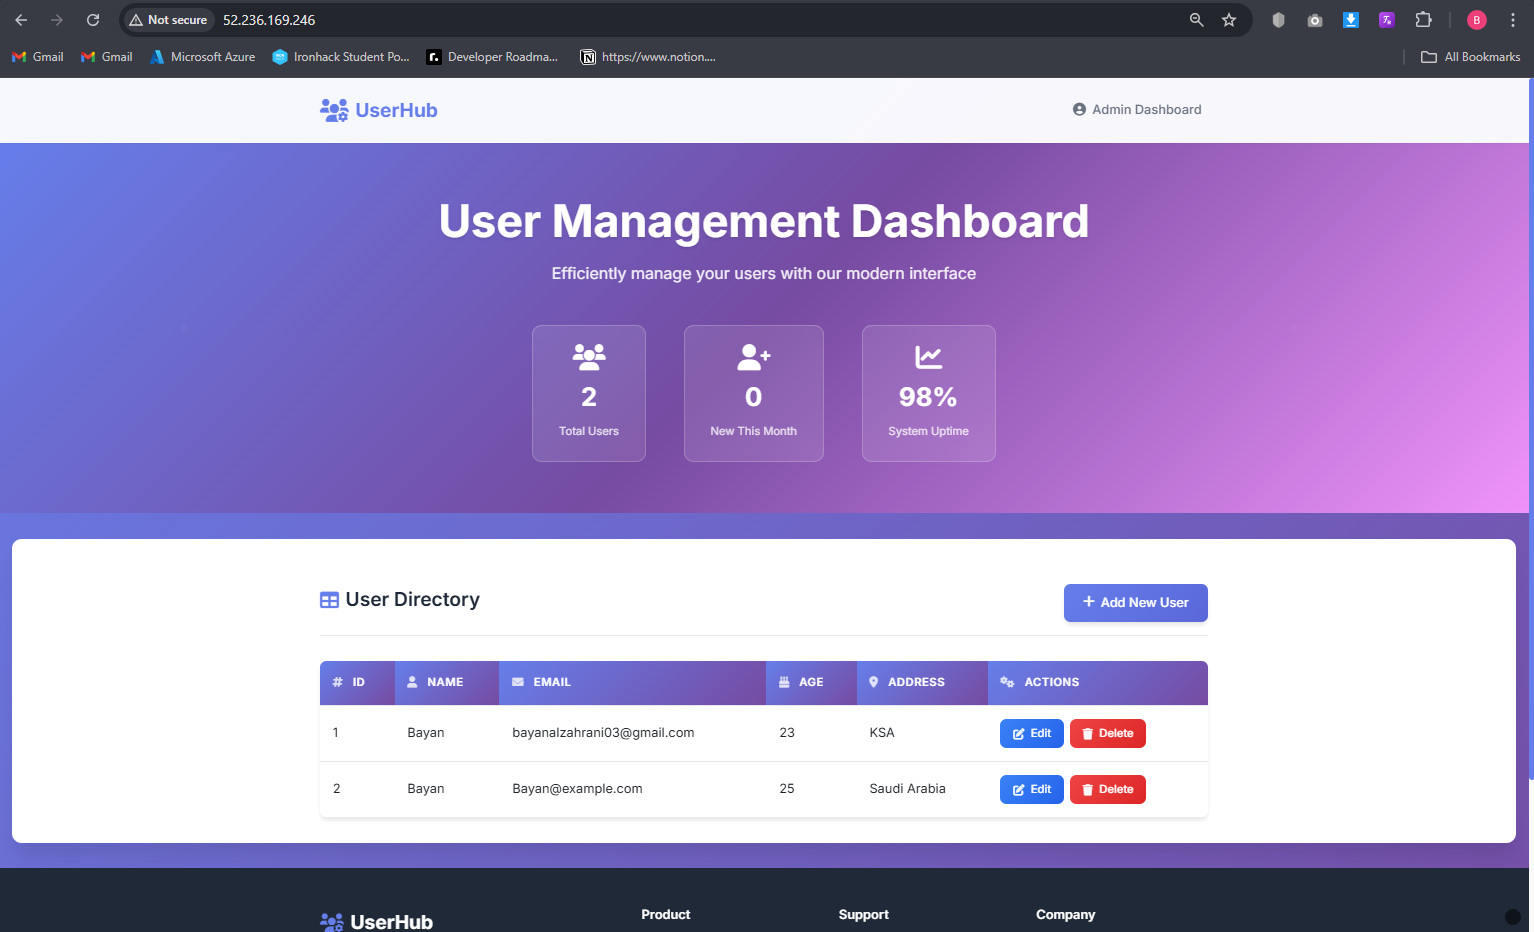 Not secure 52.236.169.246
B
Gmail Gmail Microsoft Azure Ironhack Student Po... Developer Roadma... https://www.notion.... All Bookmarks
UserHub Admin Dashboard
User Management Dashboard
Efficiently manage your users with our modern interface
2 0 98%
Total Users New This Month System Uptime
User Directory + Add New User
# ID NAME EMAIL AGE ADDRESS ACTIONS
1 Bayan bayanalzahrani03@gmail.com 23 KSA Edit Delete
2 Bayan Bayan@example.com 25 Saudi Arabia Edit Delete
UserHub Product Support Company